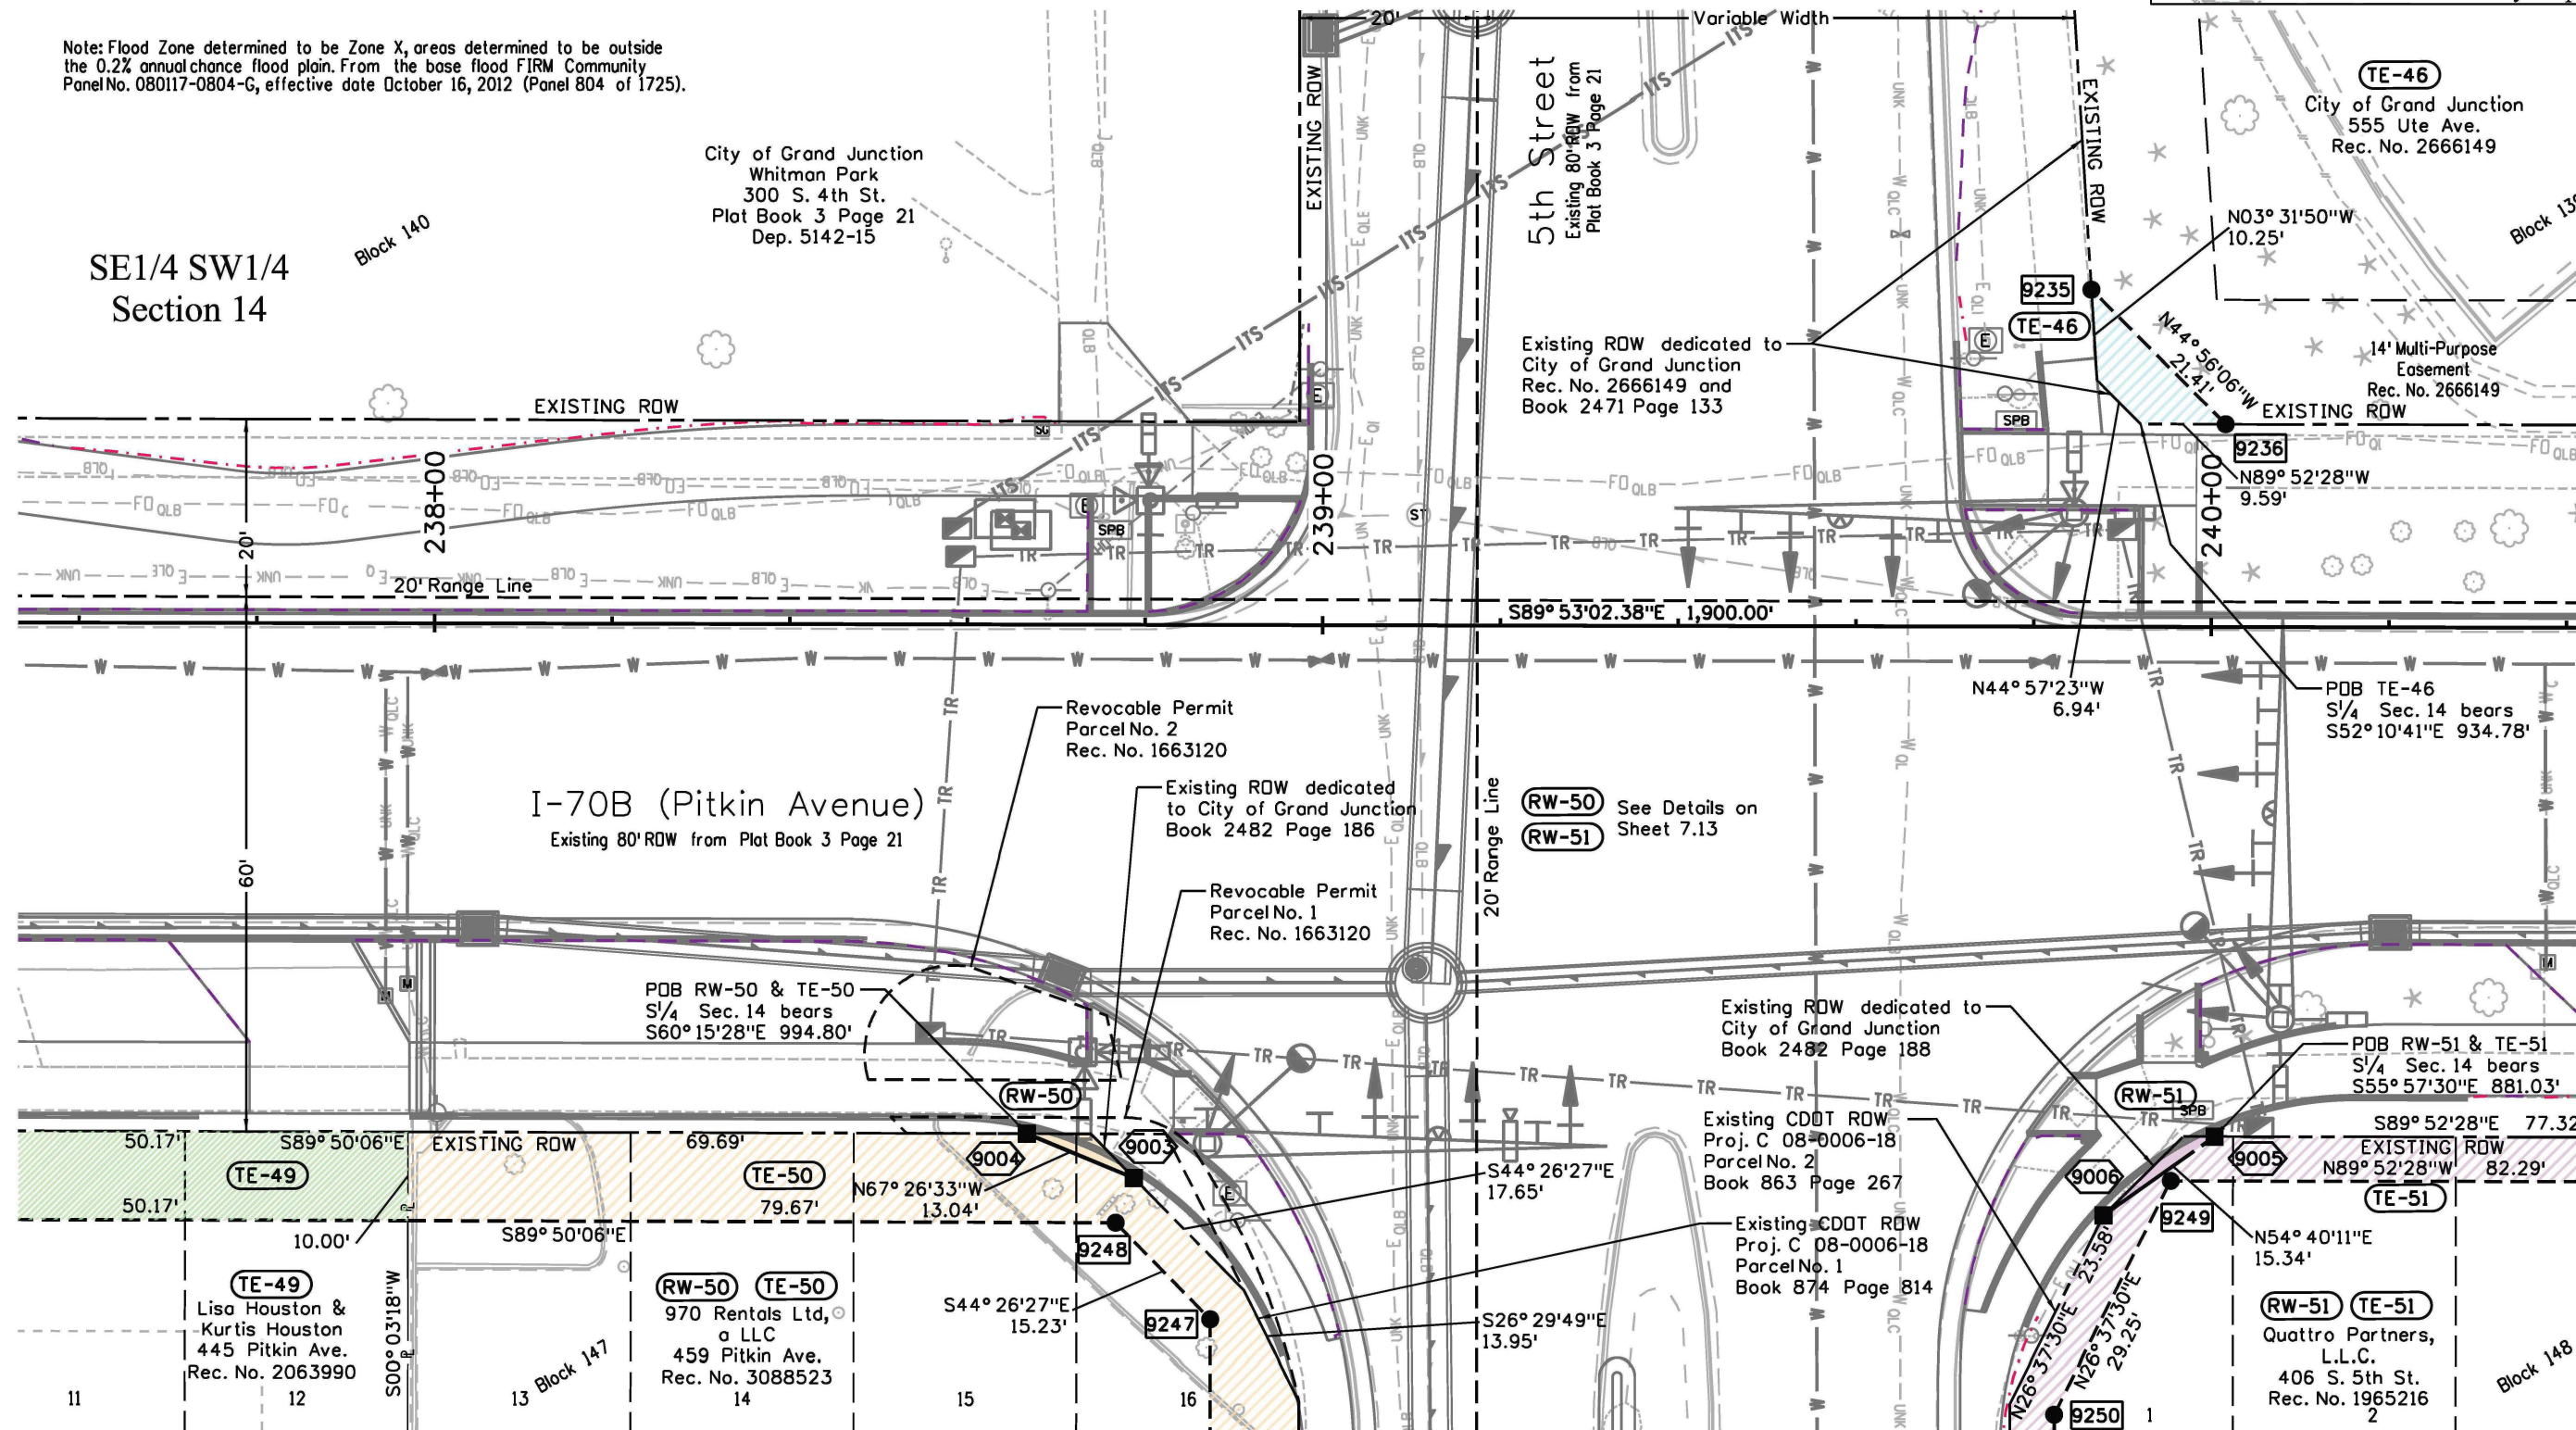 Note: Flood Zone determined to be Zone X, areas determined to be outside
the 0.2% annual chance flood plain. From the base flood FIRM Community
Panel No. 080117-0804-G, effective date October 16, 2012 (Panel 804 of 1725).
SE1/4 SW1/4
Section 14
Block 140
City of Grand Junction
Whitman Park
300 S. 4th St.
Plat Book 3 Page 21
Dep. 5142-15
20'
Variable Width
EXISTING ROW
5th Street
Existing 80' ROW from
Plat Book 3 Page 21
EXISTING ROW
TE-46
City of Grand Junction
555 Ute Ave.
Rec. No. 2666149
N03° 31'50"W
10.25'
9235
TE-46
N44° 56'06"W
21.41'
14' Multi-Purpose
Easement
Rec. No. 2666149
EXISTING ROW
9236
N89° 52'28"W
9.59'
Existing ROW dedicated to
City of Grand Junction
Rec. No. 2666149 and
Book 2471 Page 133
EXISTING ROW
238+00
239+00
240+00
20'
20' Range Line
SPB
SPB
S89° 53'02.38"E 1,900.00'
N44° 57'23"W
6.94'
POB TE-46
S1/4 Sec. 14 bears
S52° 10'41"E 934.78'
Revocable Permit
Parcel No. 2
Rec. No. 1663120
I-70B (Pitkin Avenue)
Existing 80' ROW from Plat Book 3 Page 21
60'
Existing ROW dedicated
to City of Grand Junction
Book 2482 Page 186
20' Range Line
RW-50
RW-51
See Details on
Sheet 7.13
Revocable Permit
Parcel No. 1
Rec. No. 1663120
POB RW-50 & TE-50
S1/4 Sec. 14 bears
S60° 15'28"E 994.80'
Existing ROW dedicated to
City of Grand Junction
Book 2482 Page 188
POB RW-51 & TE-51
S1/4 Sec. 14 bears
S55° 57'30"E 881.03'
RW-50
RW-51
SPB
Existing CDOT ROW
Proj. C 08-0006-18
Parcel No. 2
Book 863 Page 267
S89° 52'28"E 77.32
EXISTING ROW
N89° 52'28"W 82.29'
TE-51
50.17'
S89° 50'06"E
EXISTING ROW
69.69'
9004
9003
9006
9005
TE-49
TE-50
50.17'
79.67'
N67° 26'33"W
13.04'
S44° 26'27"E
17.65'
10.00'
S89° 50'06"E
9248
9249
23.58'
N54° 40'11"E
15.34'
Existing CDOT ROW
Proj. C 08-0006-18
Parcel No. 1
Book 874 Page 814
TE-49
Lisa Houston &
Kurtis Houston
445 Pitkin Ave.
Rec. No. 2063990
S00° 03'18"W
RW-50 TE-50
970 Rentals Ltd,
a LLC
459 Pitkin Ave.
Rec. No. 3088523
Block 147
S44° 26'27"E
15.23'
9247
S26° 29'49"E
13.95'
N26° 37'30"E
N26° 37'30"E
29.25'
9250
RW-51 TE-51
Quattro Partners,
L.L.C.
406 S. 5th St.
Rec. No. 1965216
Block 148
11
12
13
14
15
16
1
2